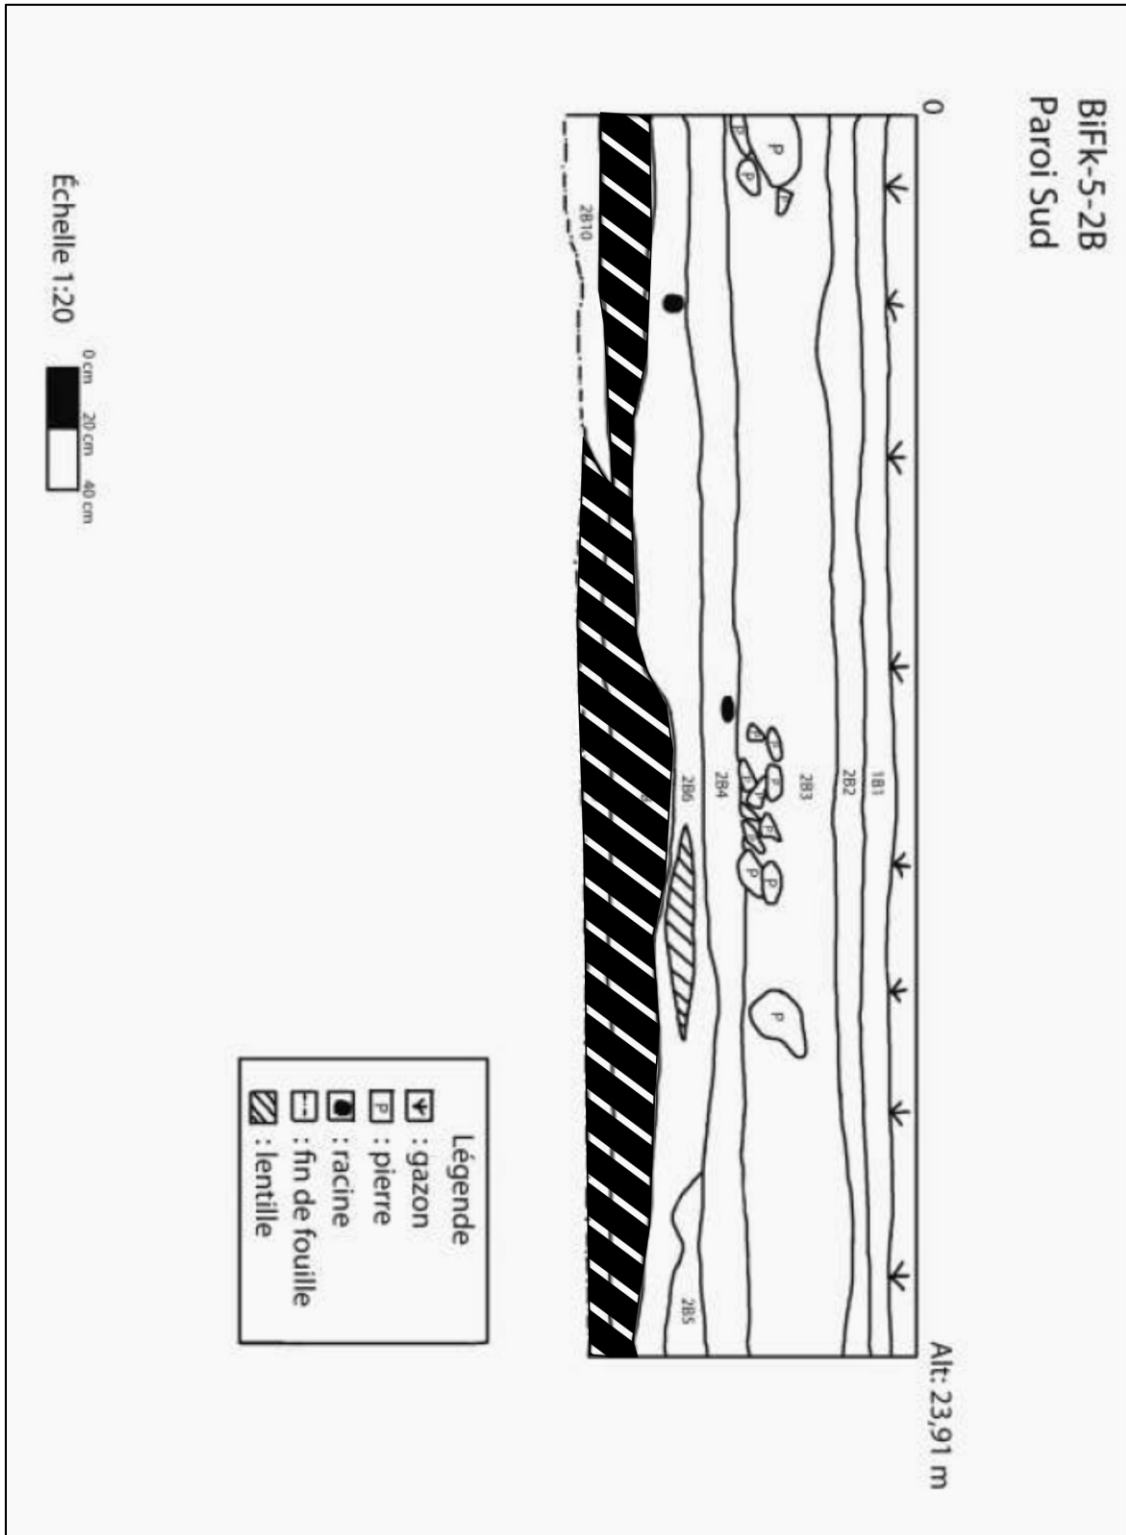 BiFk-5-2B
Paroi Sud
0
Alt: 23,91 m
1B1
2B2
2B3
2B4
2B6
2B5
2B10
P
P
P
P
P
P
P
P
P
P
P
P
P
P
Échelle 1:20
0 cm 20 cm 40 cm
Légende
: gazon
P : pierre
: racine
: fin de fouille
: lentille